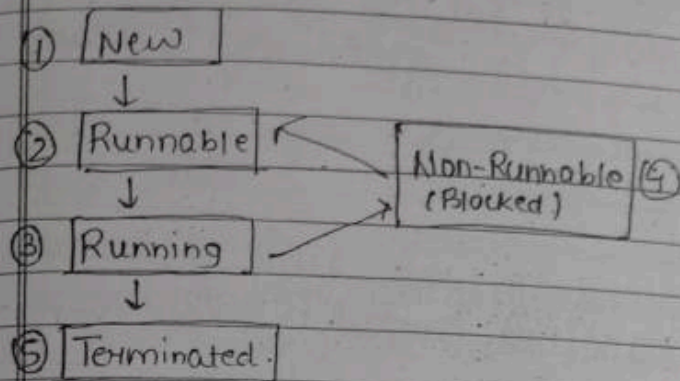 ① New
② Runnable
Non-Runnable ④
(Blocked)
③ Running
⑤ Terminated.